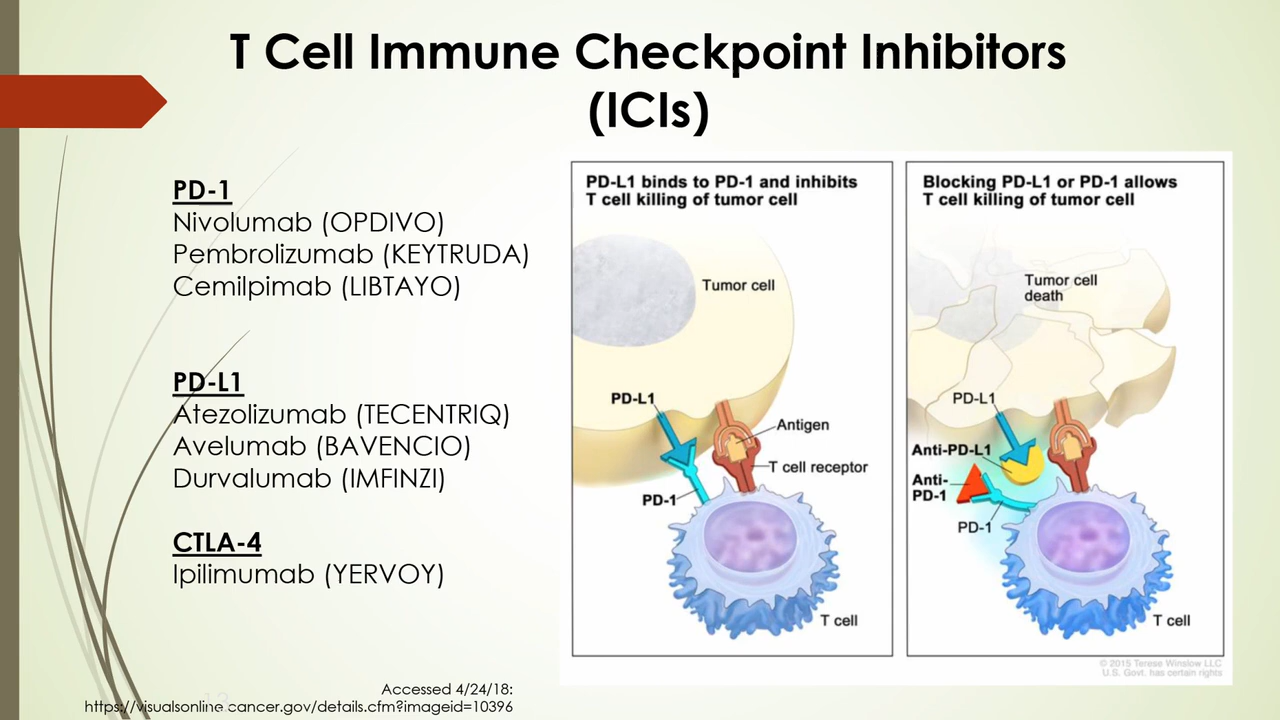 T Cell Immune Checkpoint Inhibitors
(ICIs)
PD-1
Nivolumab (OPDIVO)
Pembrolizumab (KEYTRUDA)
Cemilpimab (LIBTAYO)
PD-L1
Atezolizumab (TECENTRIQ)
Avelumab (BAVENCIO)
Durvalumab (IMFINZI)
CTLA-4
Ipilimumab (YERVOY)
PD-L1 binds to PD-1 and inhibits
T cell killing of tumor cell
Tumor cell
PD-L1
Antigen
T cell receptor
PD-1
T cell
Blocking PD-L1 or PD-1 allows
T cell killing of tumor cell
Tumor cell
death
PD-L1
Anti-PD-L1
Anti-
PD-1
PD-1
T cell
© 2015 Terese Winslow LLC
U.S. Govt. has certain rights
Accessed 4/24/18:
https://visualsonline.cancer.gov/details.cfm?imageid=10396